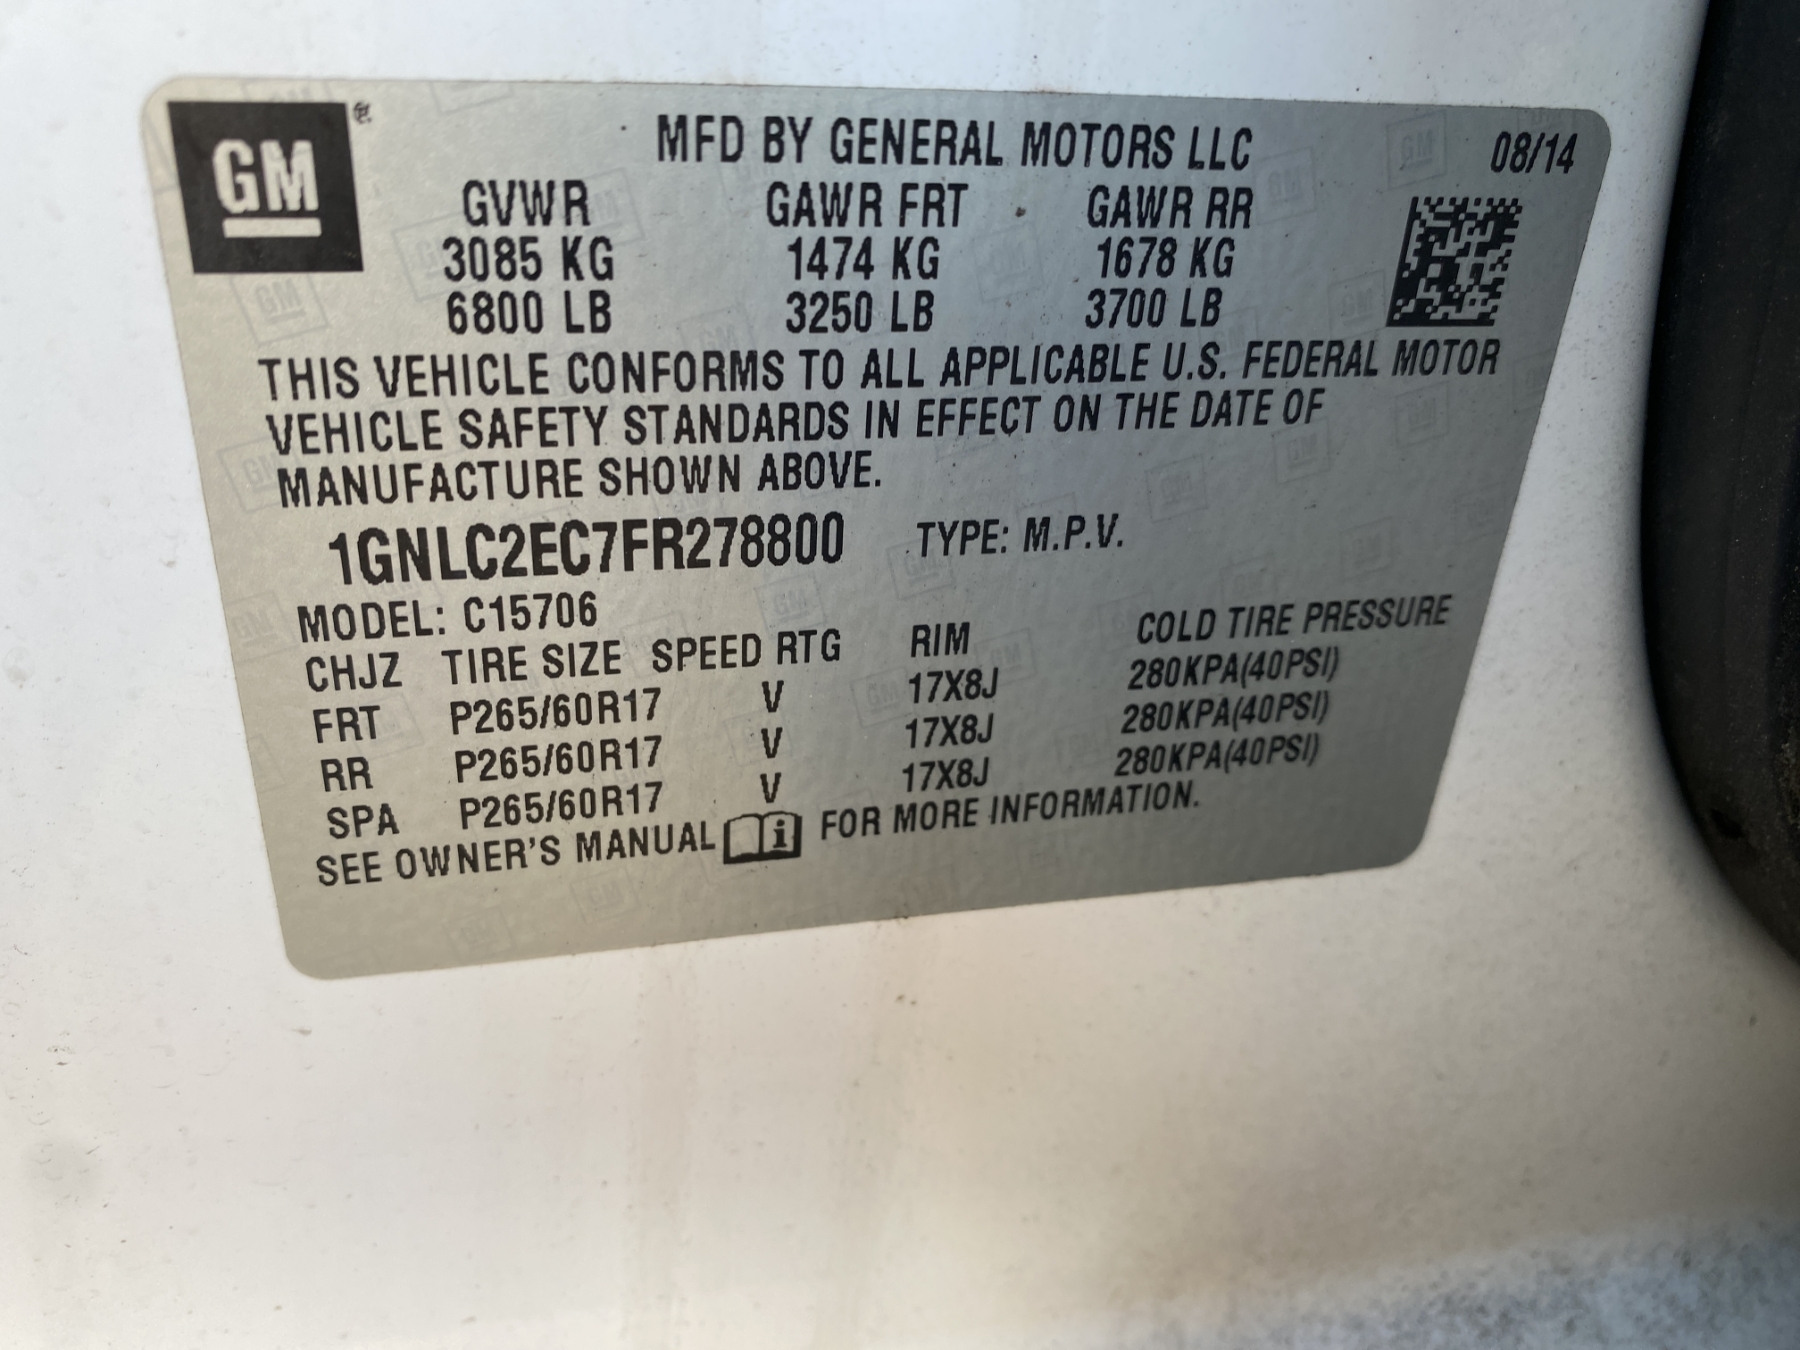 GM
MFD BY GENERAL MOTORS LLC 08/14
GVWR GAWR FRT GAWR RR
3085 KG 1474 KG 1678 KG
6800 LB 3250 LB 3700 LB
THIS VEHICLE CONFORMS TO ALL APPLICABLE U.S. FEDERAL MOTOR
VEHICLE SAFETY STANDARDS IN EFFECT ON THE DATE OF
MANUFACTURE SHOWN ABOVE.
1GNLC2EC7FR278800 TYPE: M.P.V.
MODEL: C15706
CHJZ TIRE SIZE SPEED RTG RIM COLD TIRE PRESSURE
FRT P265/60R17 V 17X8J 280KPA(40PSI)
RR P265/60R17 V 17X8J 280KPA(40PSI)
SPA P265/60R17 V 17X8J 280KPA(40PSI)
SEE OWNER'S MANUAL i FOR MORE INFORMATION.